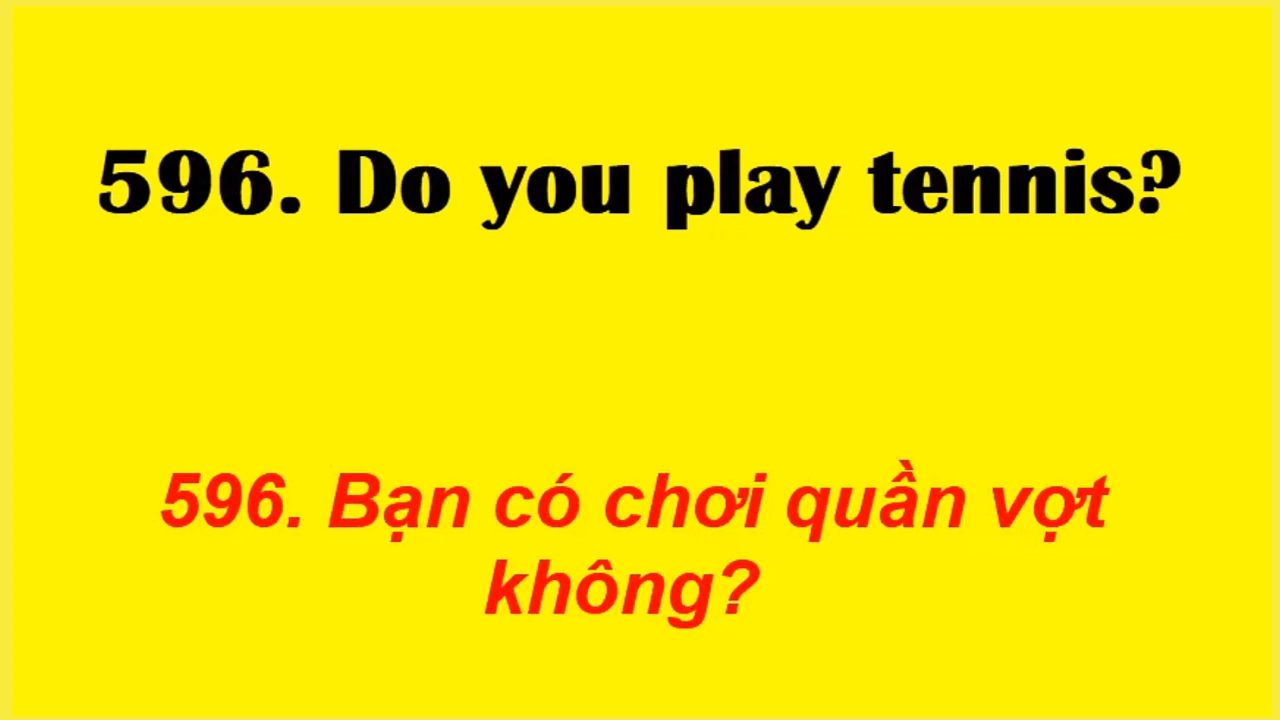 596. Do you play tennis?
596. Bạn có chơi quần vợt
không?